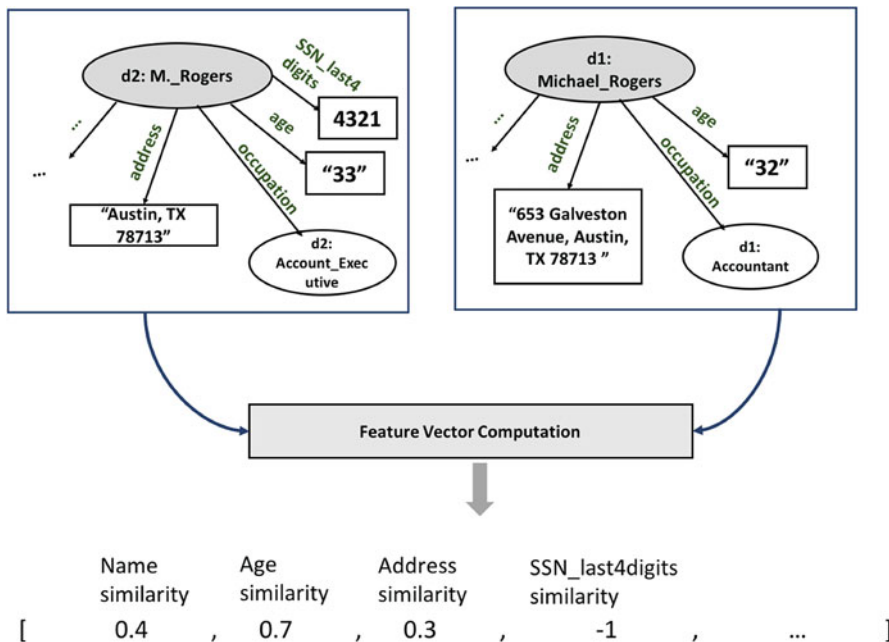 d2: M._Rogers
SSN_last4
digits
4321
age
"33"
occupation
address
...
...
"Austin, TX
78713"
d2:
Account_Exec
utive
d1:
Michael_Rogers
...
...
address
age
"32"
occupation
"653 Galveston
Avenue, Austin,
TX 78713 "
d1:
Accountant
Feature Vector Computation
Name
similarity
Age
similarity
Address
similarity
SSN_last4digits
similarity
[ 0.4 , 0.7 , 0.3 , -1 , ... ]